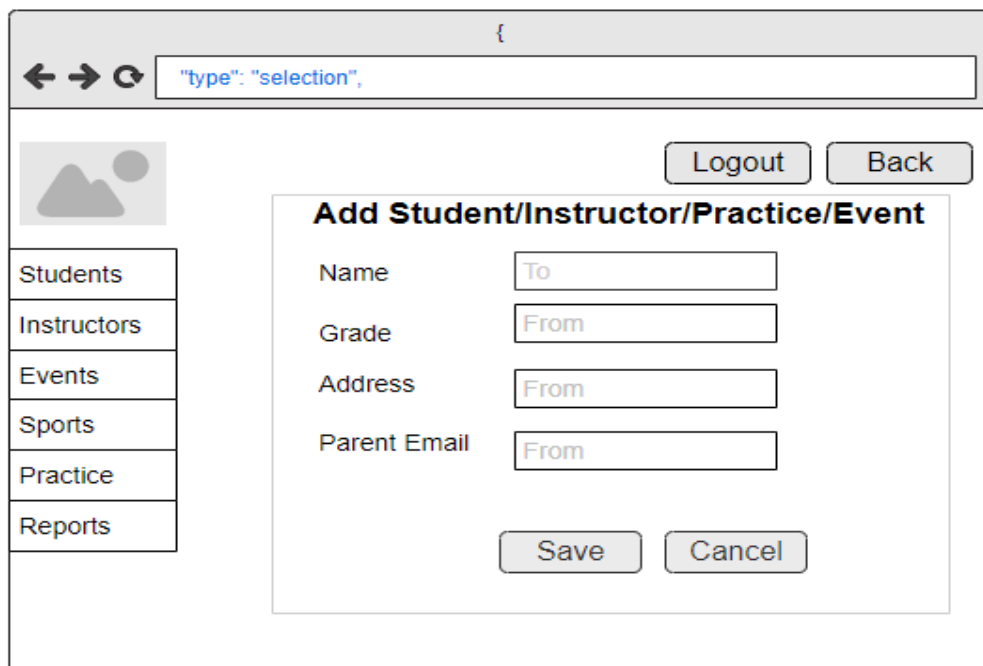 {
"type": "selection",
Logout Back
Add Student/Instructor/Practice/Event
Name To
Grade From
Address From
Parent Email From
Save Cancel
Students
Instructors
Events
Sports
Practice
Reports